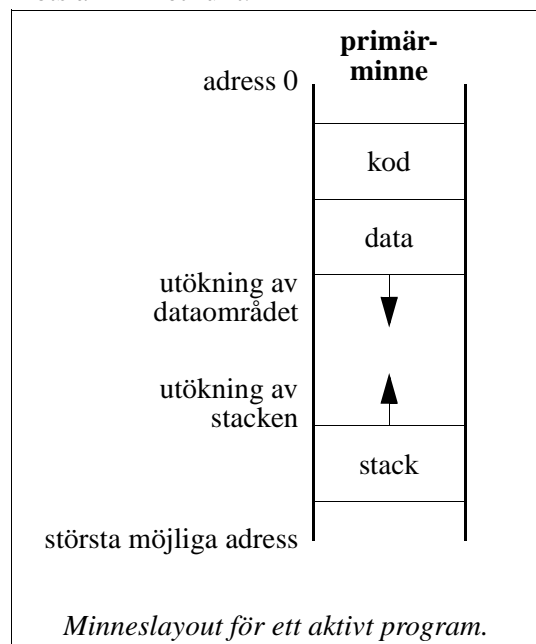 primär-
minne
adress 0
kod
data
utökning av
dataområdet
utökning av
stacken
stack
största möjliga adress
Minneslayout för ett aktivt program.